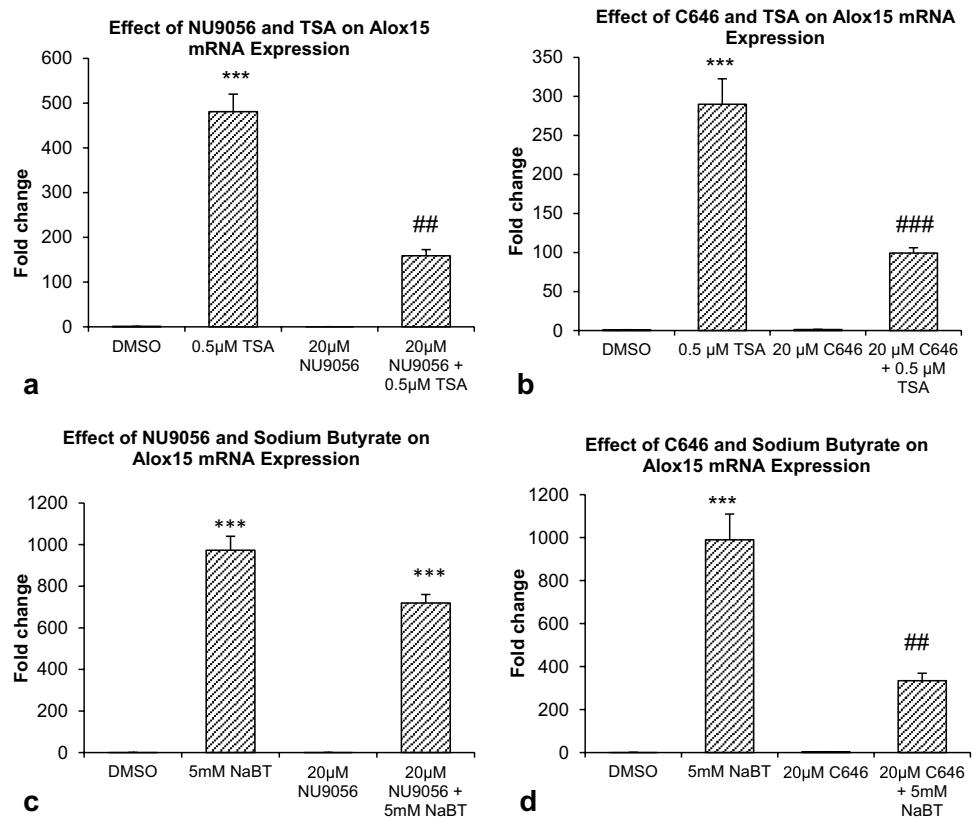 Effect of NU9056 and TSA on Alox15
mRNA Expression
600
500
400
300
200
100
0
Fold change
***
##
DMSO
0.5µM TSA
20µM
NU9056
20µM
NU9056 +
0.5µM TSA
a
Effect of C646 and TSA on Alox15 mRNA
Expression
350
300
250
200
150
100
50
0
Fold change
***
###
DMSO
0.5 µM TSA
20 µM C646
20 µM C646
+ 0.5 µM
TSA
b
Effect of NU9056 and Sodium Butyrate on
Alox15 mRNA Expression
1200
1000
800
600
400
200
0
Fold change
***
***
DMSO
5mM NaBT
20µM
NU9056
20µM
NU9056 +
5mM NaBT
c
Effect of C646 and Sodium Butyrate on
Alox15 mRNA Expression
1200
1000
800
600
400
200
0
Fold change
***
##
DMSO
5mM NaBT
20µM C646
20µM C646
+ 5mM
NaBT
d